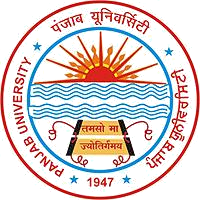 पंजाब यूनिवर्सिटी
PANJAB UNIVERSITY
ਪੰਜਾਬ ਯੂਨੀਵਰਸਿਟੀ
तमसो मा
ज्योतिर्गमय
1947